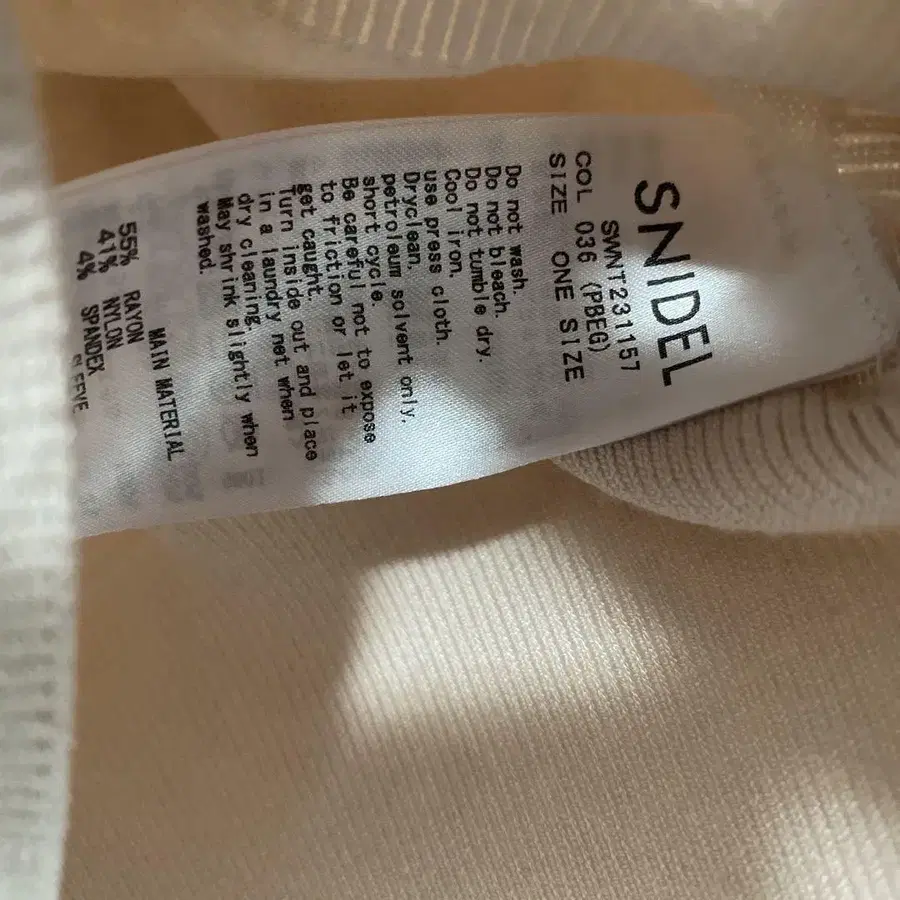 SNIDEL
SWNT231157
COL 036 (PBEG)
SIZE ONE SIZE
Do not wash.
Do not bleach.
Do not tumble dry.
Cool iron.
use press cloth.
Dryclean.
petroleum solvent only.
short cycle.
Be careful not to expose
to friction or let it
get caught.
Turn inside out and place
in a laundry net when
dry cleaning.
May shrink slightly when
washed.
MAIN MATERIAL
55% RAYON
41% NYLON
4% SPANDEX
SLEEVE